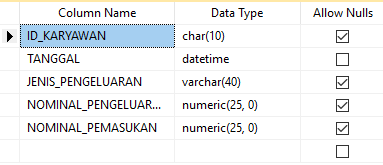 Column Name Data Type Allow Nulls
ID_KARYAWAN char(10)
TANGGAL datetime
JENIS_PENGELUARAN varchar(40)
NOMINAL_PENGELUAR... numeric(25, 0)
NOMINAL_PEMASUKAN numeric(25, 0)